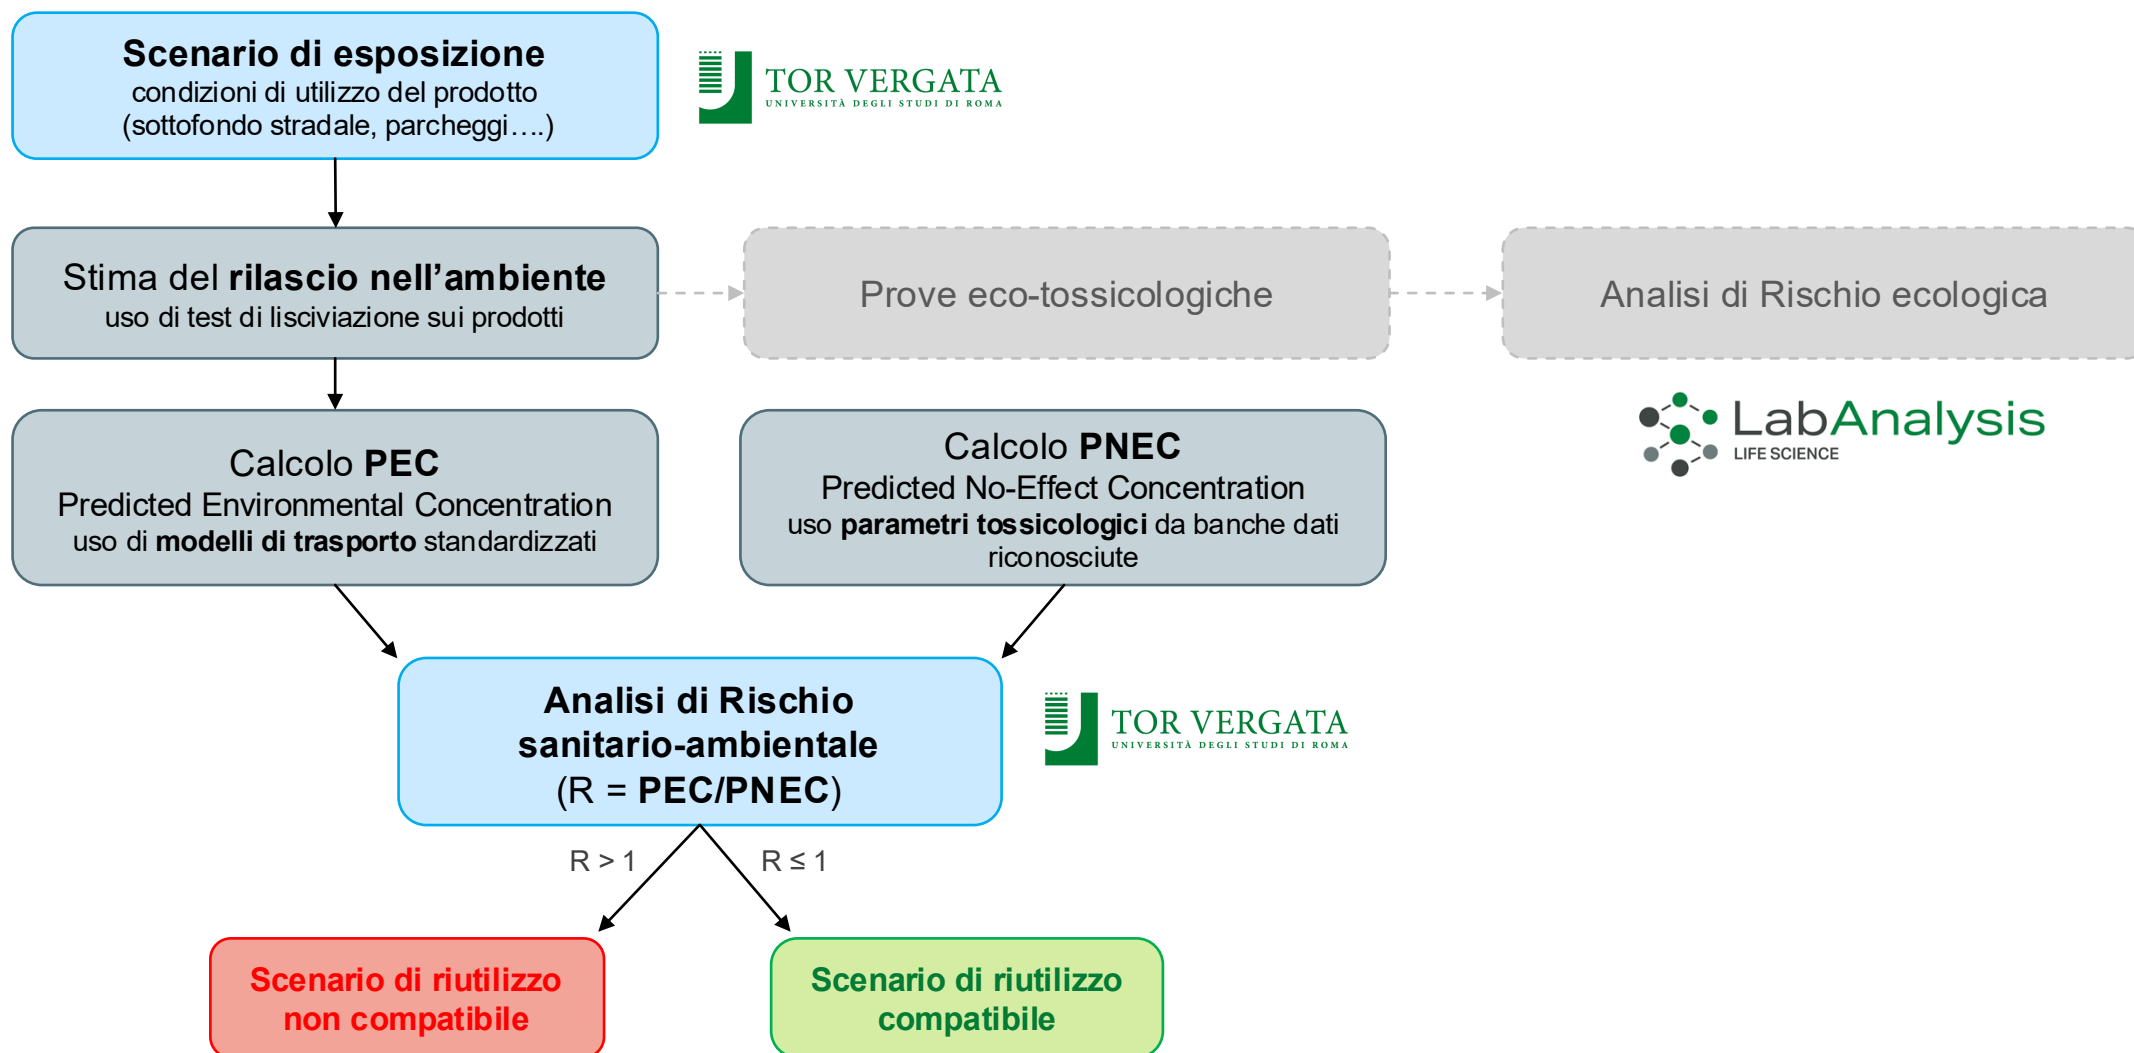 Scenario di esposizione
condizioni di utilizzo del prodotto
(sottofondo stradale, parcheggi….)
TOR VERGATA
UNIVERSITÀ DEGLI STUDI DI ROMA
Stima del rilascio nell’ambiente
uso di test di lisciviazione sui prodotti
Prove eco-tossicologiche
Analisi di Rischio ecologica
LabAnalysis
LIFE SCIENCE
Calcolo PEC
Predicted Environmental Concentration
uso di modelli di trasporto standardizzati
Calcolo PNEC
Predicted No-Effect Concentration
uso parametri tossicologici da banche dati
riconosciute
Analisi di Rischio
sanitario-ambientale
(R = PEC/PNEC)
TOR VERGATA
UNIVERSITÀ DEGLI STUDI DI ROMA
R > 1
R ≤ 1
Scenario di riutilizzo
non compatibile
Scenario di riutilizzo
compatibile